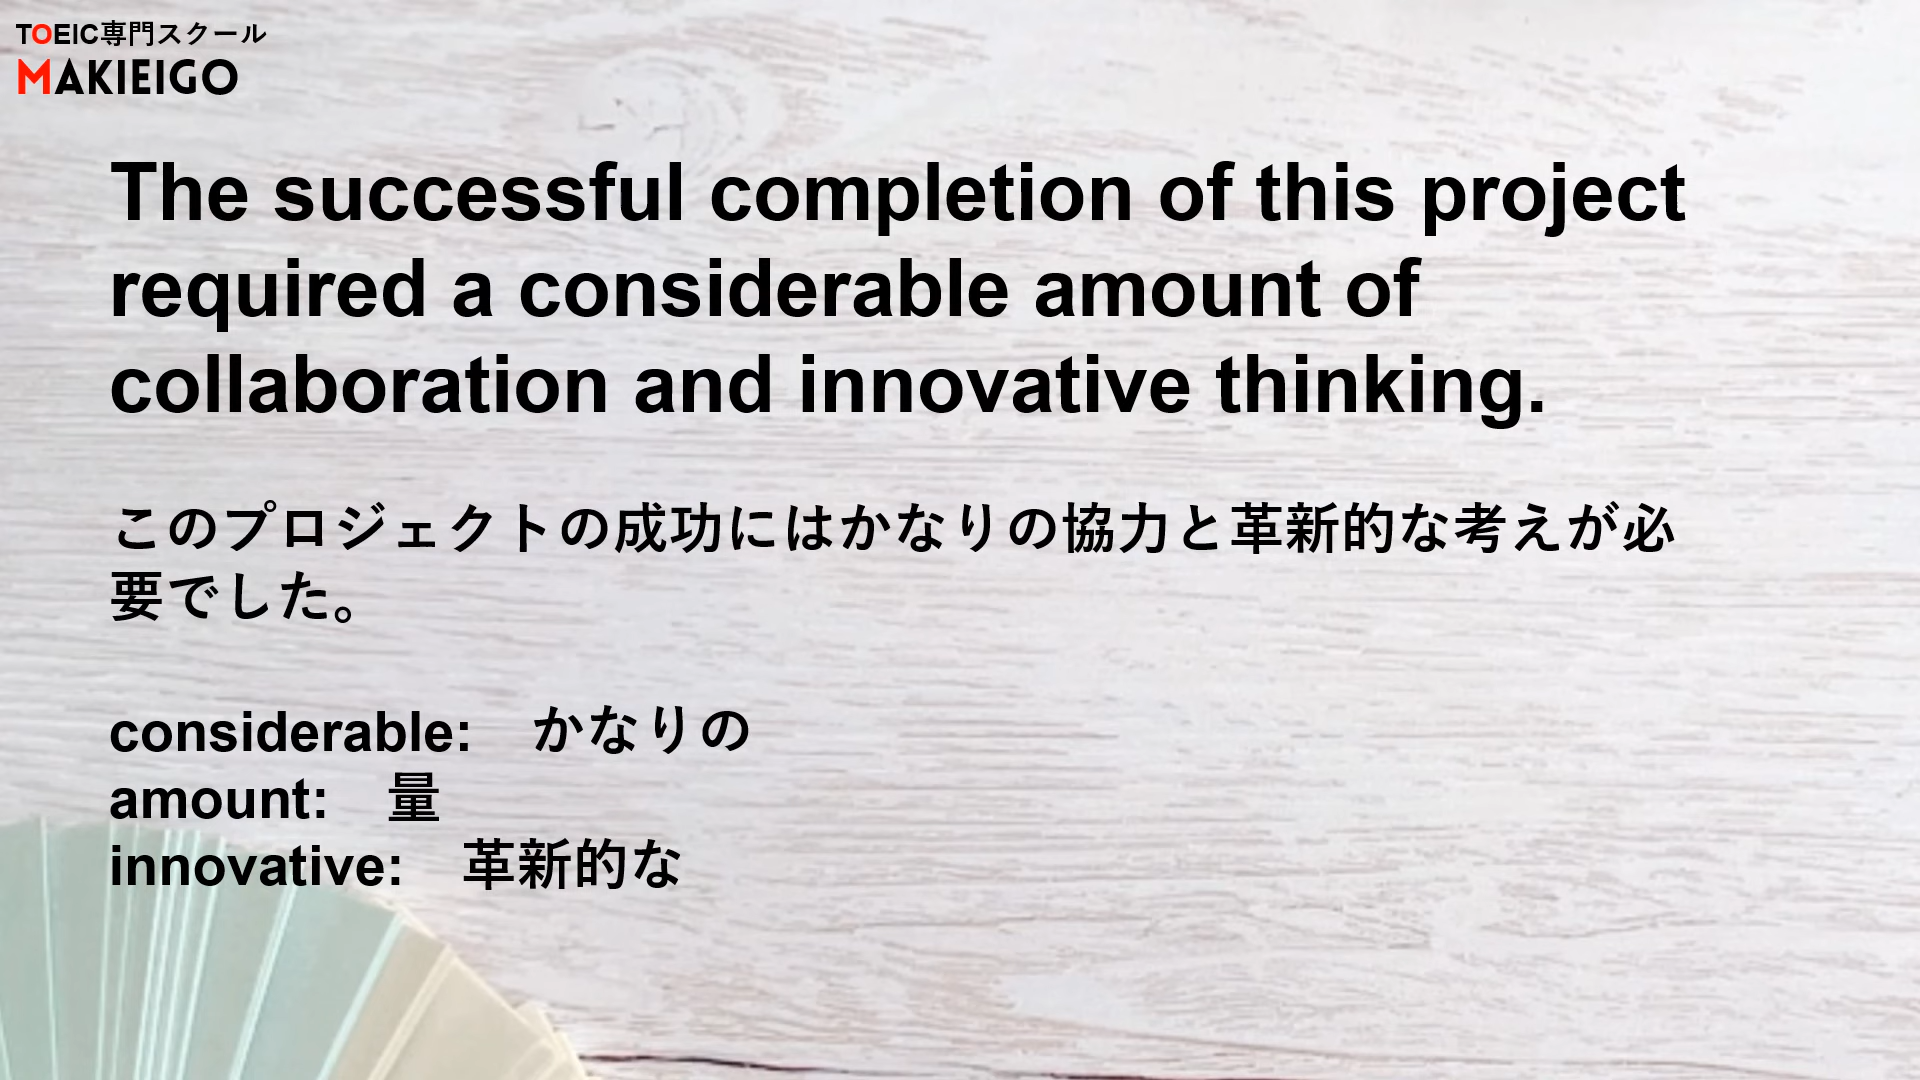 TOEIC専門スクール
MAKIEIGO
The successful completion of this project
required a considerable amount of
collaboration and innovative thinking.
このプロジェクトの成功にはかなりの協力と革新的な考えが必
要でした。
considerable:　かなりの
amount:　量
innovative:　革新的な